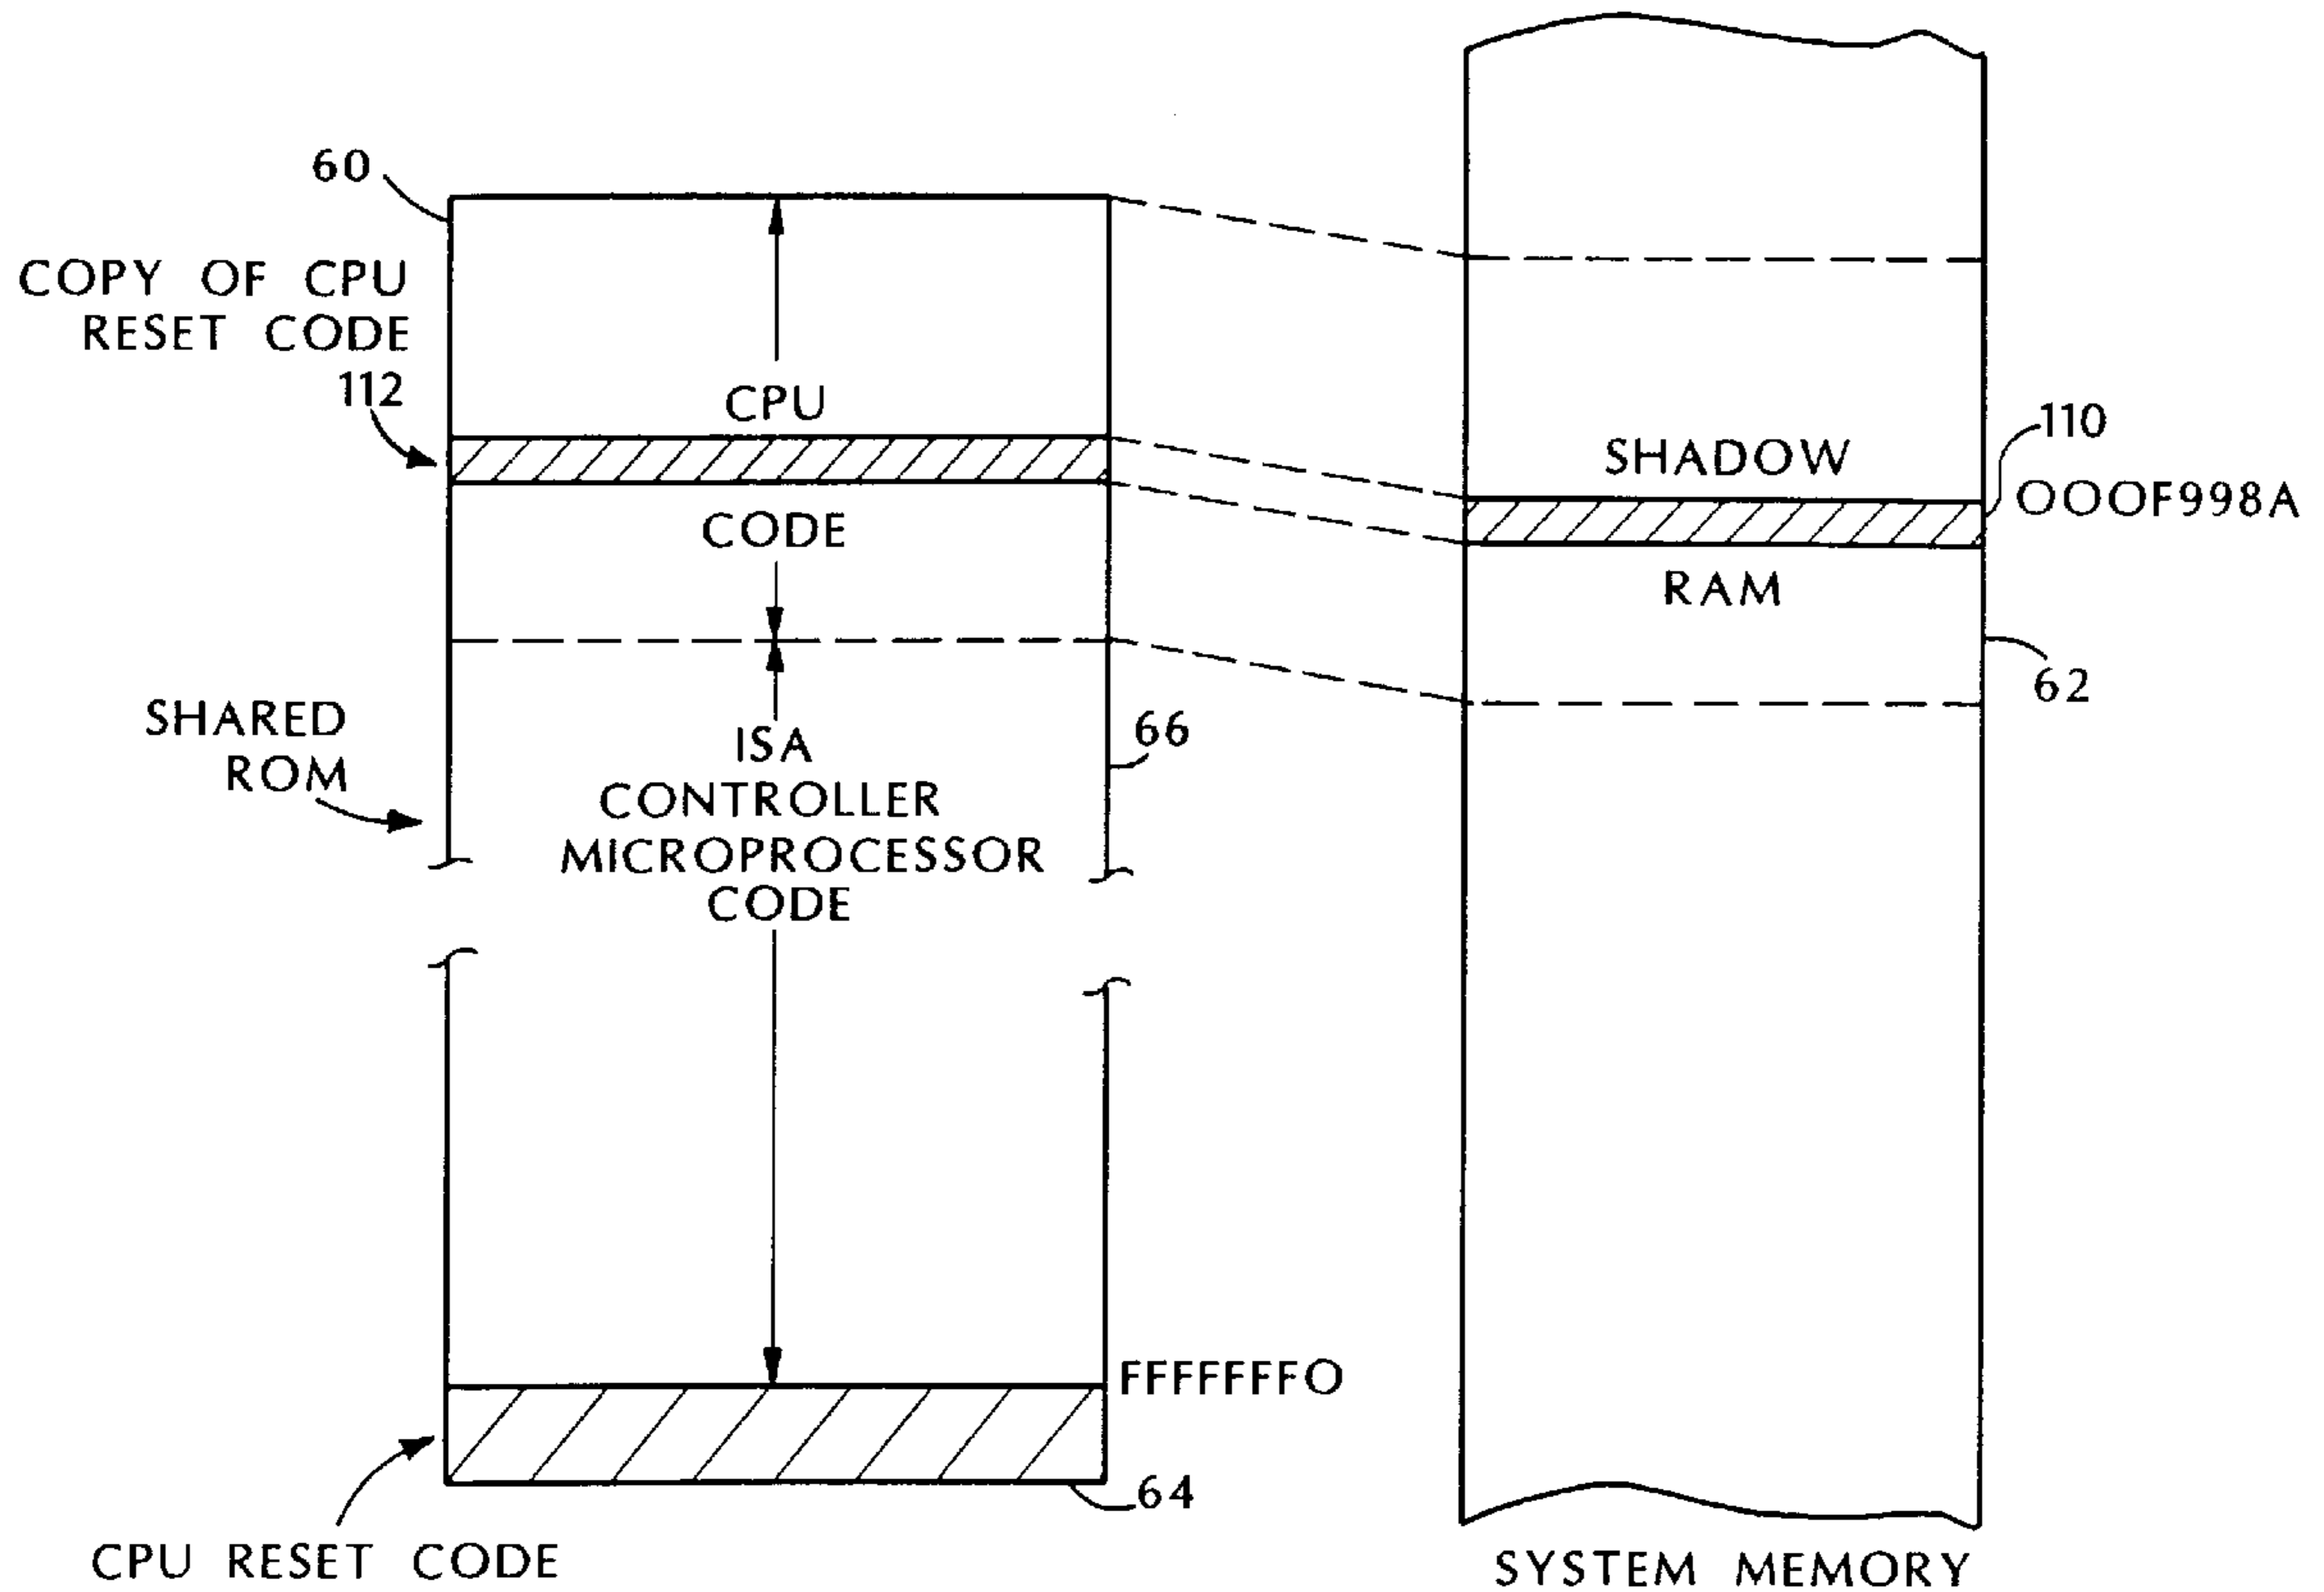 60
COPY OF CPU
RESET CODE
112
CPU
CODE
SHADOW
110
OOOF998A
RAM
62
SHARED
ROM
66
ISA
CONTROLLER
MICROPROCESSOR
CODE
FFFFFFFO
64
CPU RESET CODE
SYSTEM MEMORY